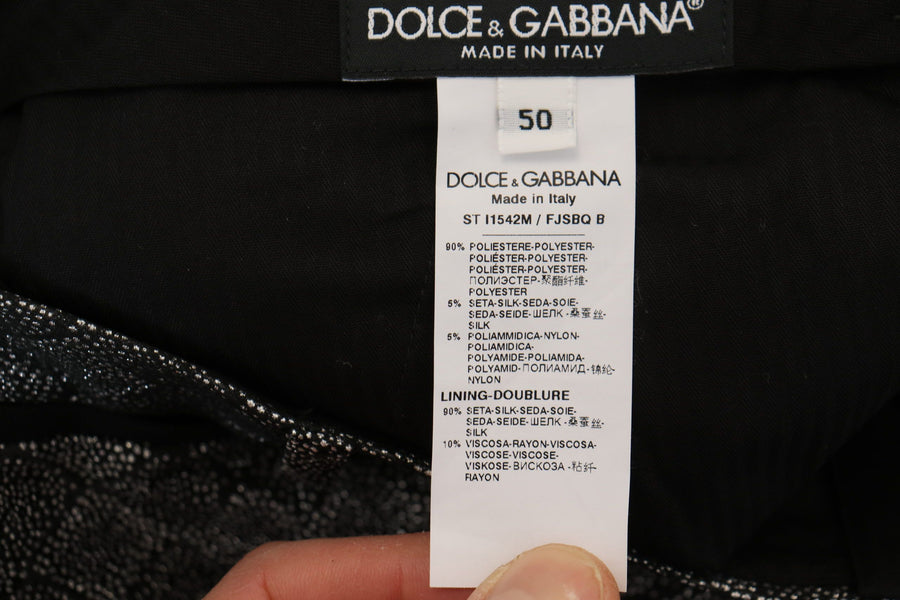 DOLCE & GABBANA®
MADE IN ITALY
50
DOLCE & GABBANA
Made in Italy
ST I1542M / FJSBQ B
90% POLIESTERE-POLYESTER-
POLIÉSTER-POLYESTER-
POLIÉSTER-POLYESTER-
ПОЛИЭСТЕР-聚酯纤维-
POLYESTER
5% SETA-SILK-SEDA-SOIE-
SEDA-SEIDE-ШЕЛК -桑蚕丝-
SILK
5% POLIAMMIDICA-NYLON-
POLIAMIDICA-
POLYAMIDE-POLIAMIDA-
POLYAMID-ПОЛИАМИД-锦纶-
NYLON
LINING-DOUBLURE
90% SETA-SILK-SEDA-SOIE-
SEDA-SEIDE-ШЕЛК -桑蚕丝-
SILK
10% VISCOSA-RAYON-VISCOSA-
VISCOSE-VISCOSE-
VISKOSE-ВИСКОЗА -粘纤-
RAYON